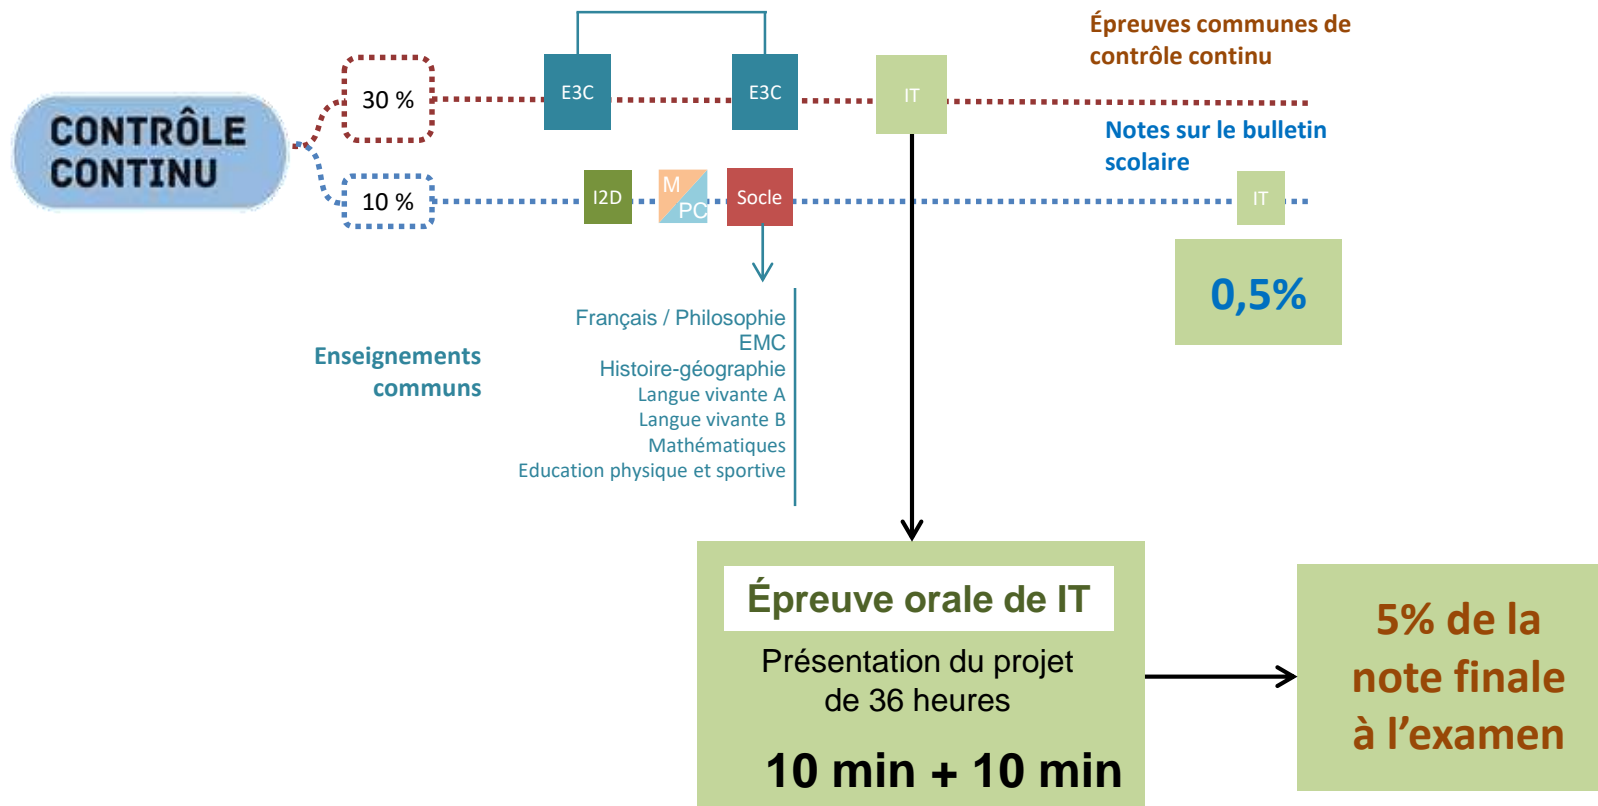 Épreuves communes de
contrôle continu
CONTRÔLE
CONTINU
30 %
E3C
E3C
IT
Notes sur le bulletin
scolaire
10 %
I2D
M
PC
Socle
IT
0,5%
Enseignements
communs
Français / Philosophie
EMC
Histoire-géographie
Langue vivante A
Langue vivante B
Mathématiques
Education physique et sportive
Épreuve orale de IT
Présentation du projet
de 36 heures
10 min + 10 min
5% de la
note finale
à l’examen